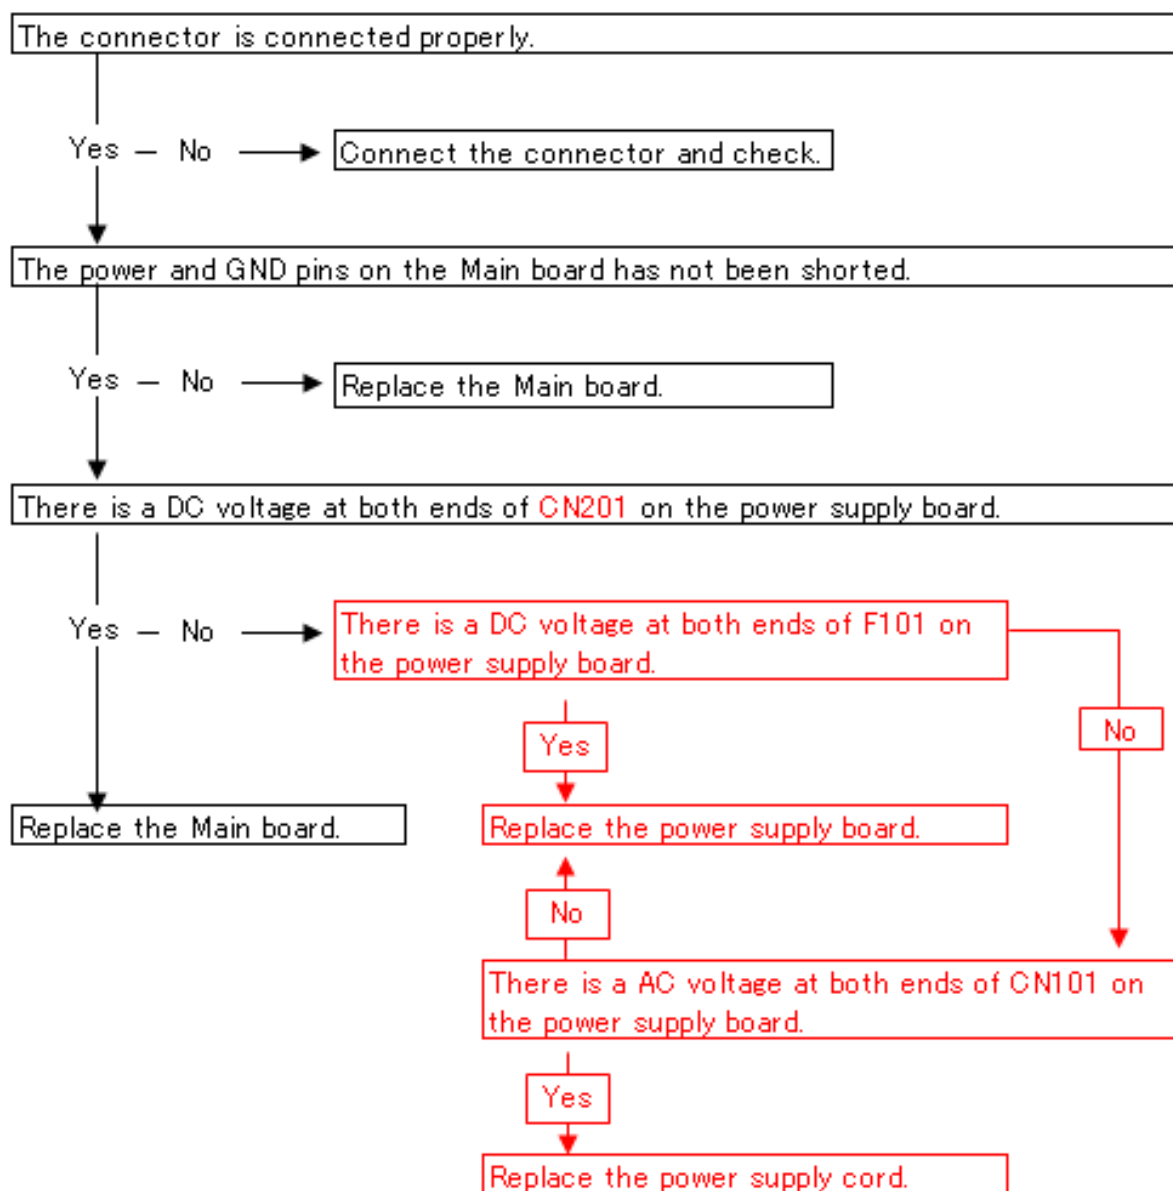 The connector is connected properly.
Yes – No
Connect the connector and check.
The power and GND pins on the Main board has not been shorted.
Yes – No
Replace the Main board.
There is a DC voltage at both ends of CN201 on the power supply board.
Yes – No
There is a DC voltage at both ends of F101 on
the power supply board.
Yes
No
Replace the Main board.
Replace the power supply board.
No
There is a AC voltage at both ends of CN101 on
the power supply board.
Yes
Replace the power supply cord.